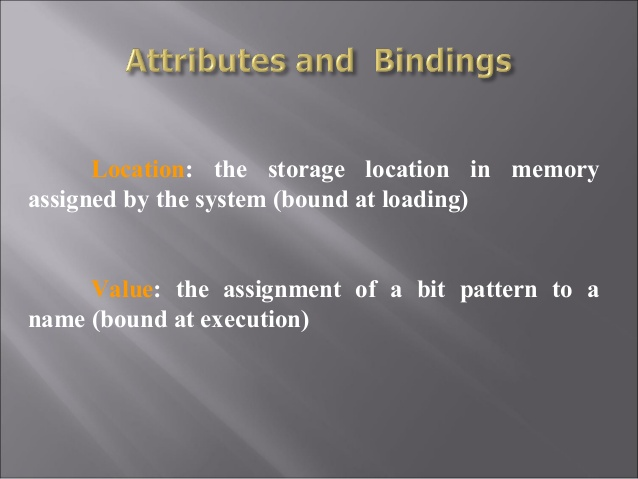 Attributes and Bindings
Location: the storage location in memory
assigned by the system (bound at loading)
Value: the assignment of a bit pattern to a
name (bound at execution)